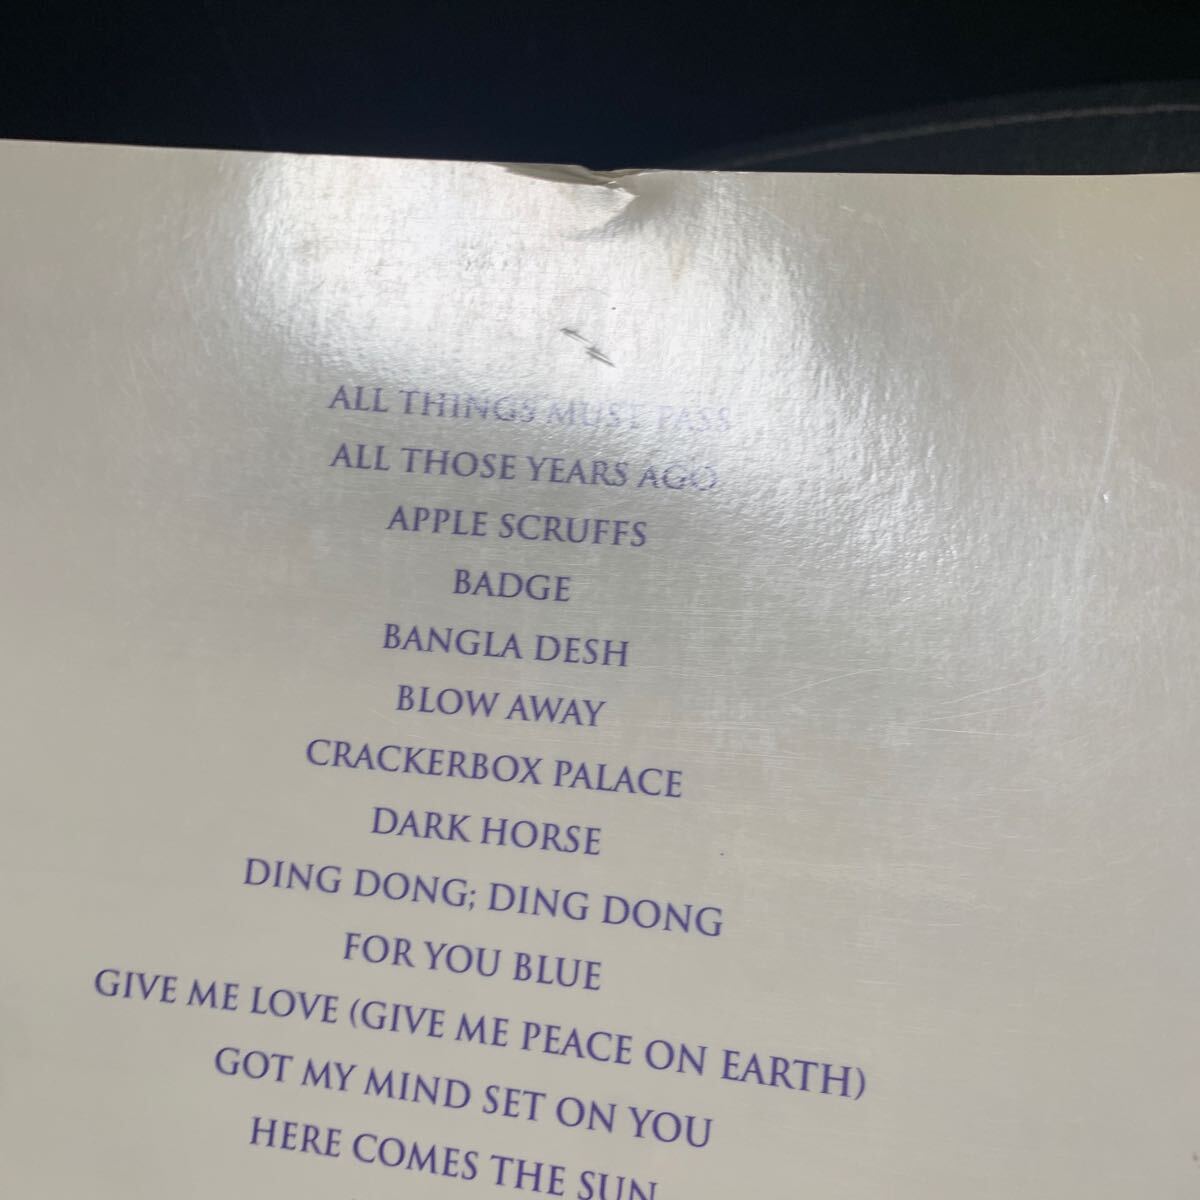 ALL THINGS MUST PASS
ALL THOSE YEARS AGO
APPLE SCRUFFS
BADGE
BANGLA DESH
BLOW AWAY
CRACKERBOX PALACE
DARK HORSE
DING DONG; DING DONG
FOR YOU BLUE
GIVE ME LOVE (GIVE ME PEACE ON EARTH)
GOT MY MIND SET ON YOU
HERE COMES THE SUN